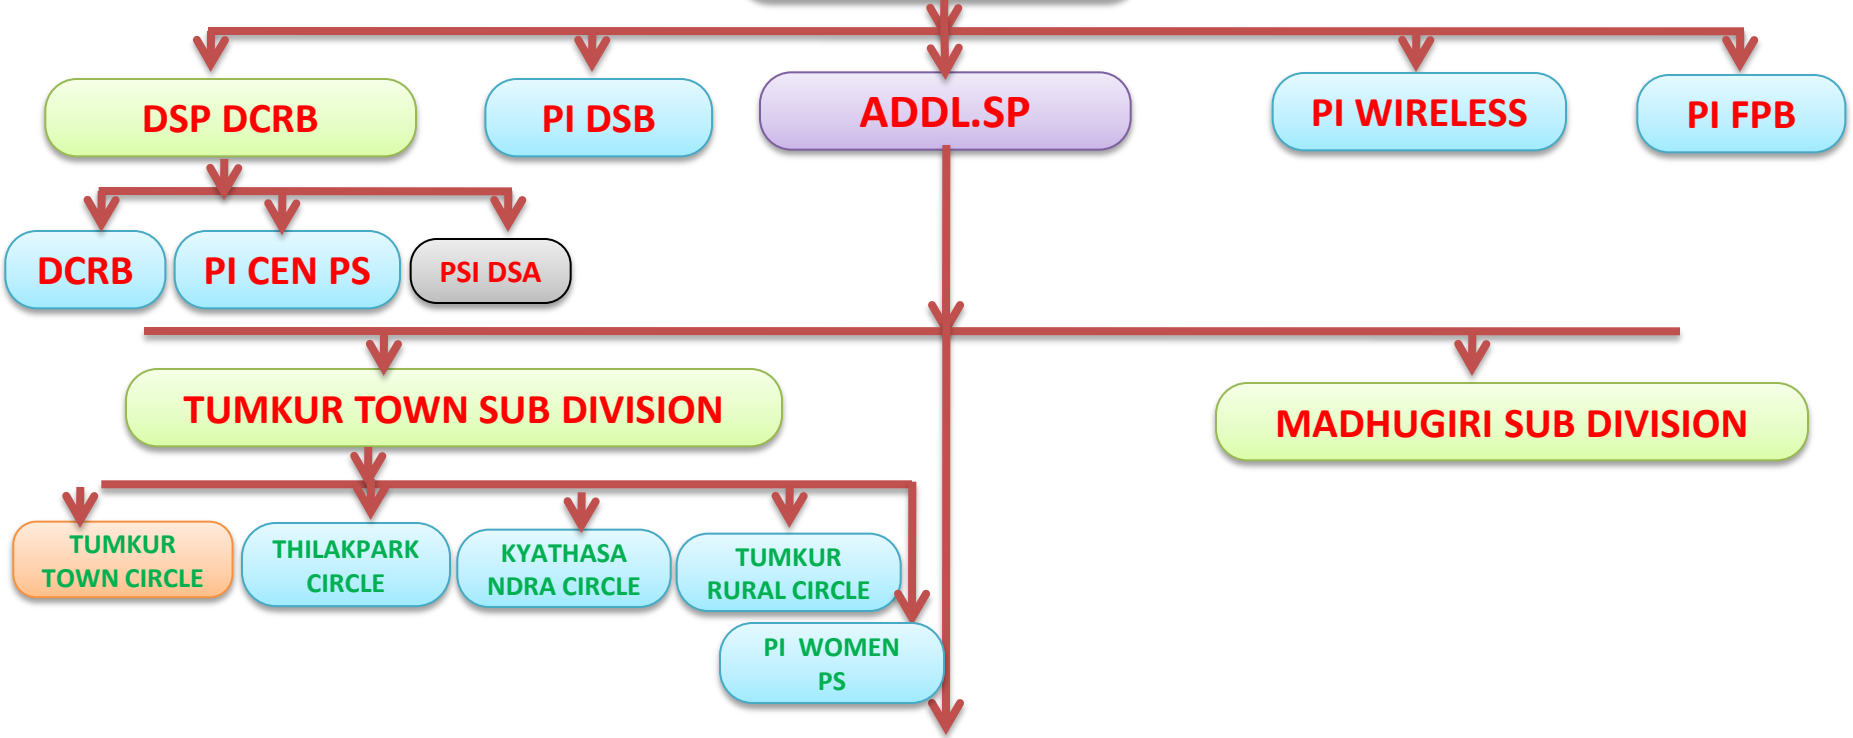 DSP DCRB
PI DSB
ADDL.SP
PI WIRELESS
PI FPB
DCRB
PI CEN PS
PSI DSA
TUMKUR TOWN SUB DIVISION
MADHUGIRI SUB DIVISION
TUMKUR
TOWN CIRCLE
THILAKPARK
CIRCLE
KYATHASA
NDRA CIRCLE
TUMKUR
RURAL CIRCLE
PI WOMEN
PS